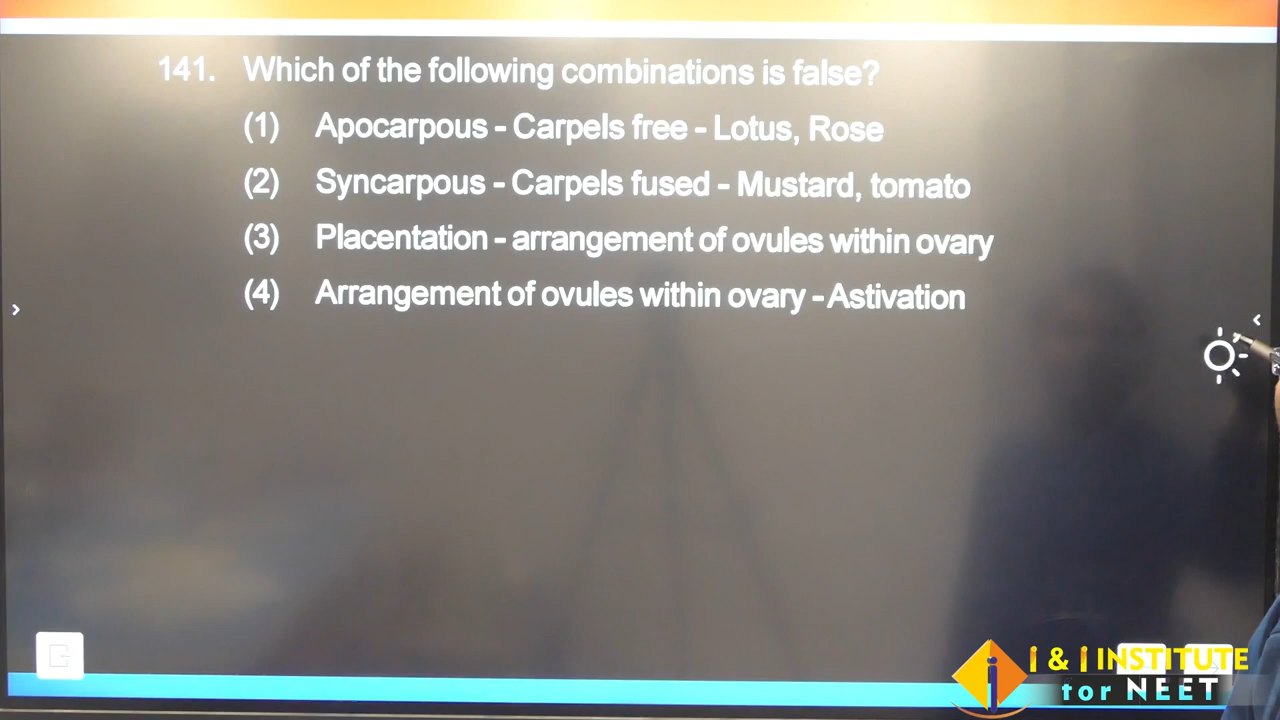 141. Which of the following combinations is false?
(1) Apocarpous - Carpels free - Lotus, Rose
(2) Syncarpous - Carpels fused - Mustard, tomato
(3) Placentation - arrangement of ovules within ovary
(4) Arrangement of ovules within ovary - Astivation
i & i INSTITUTE
for NEET